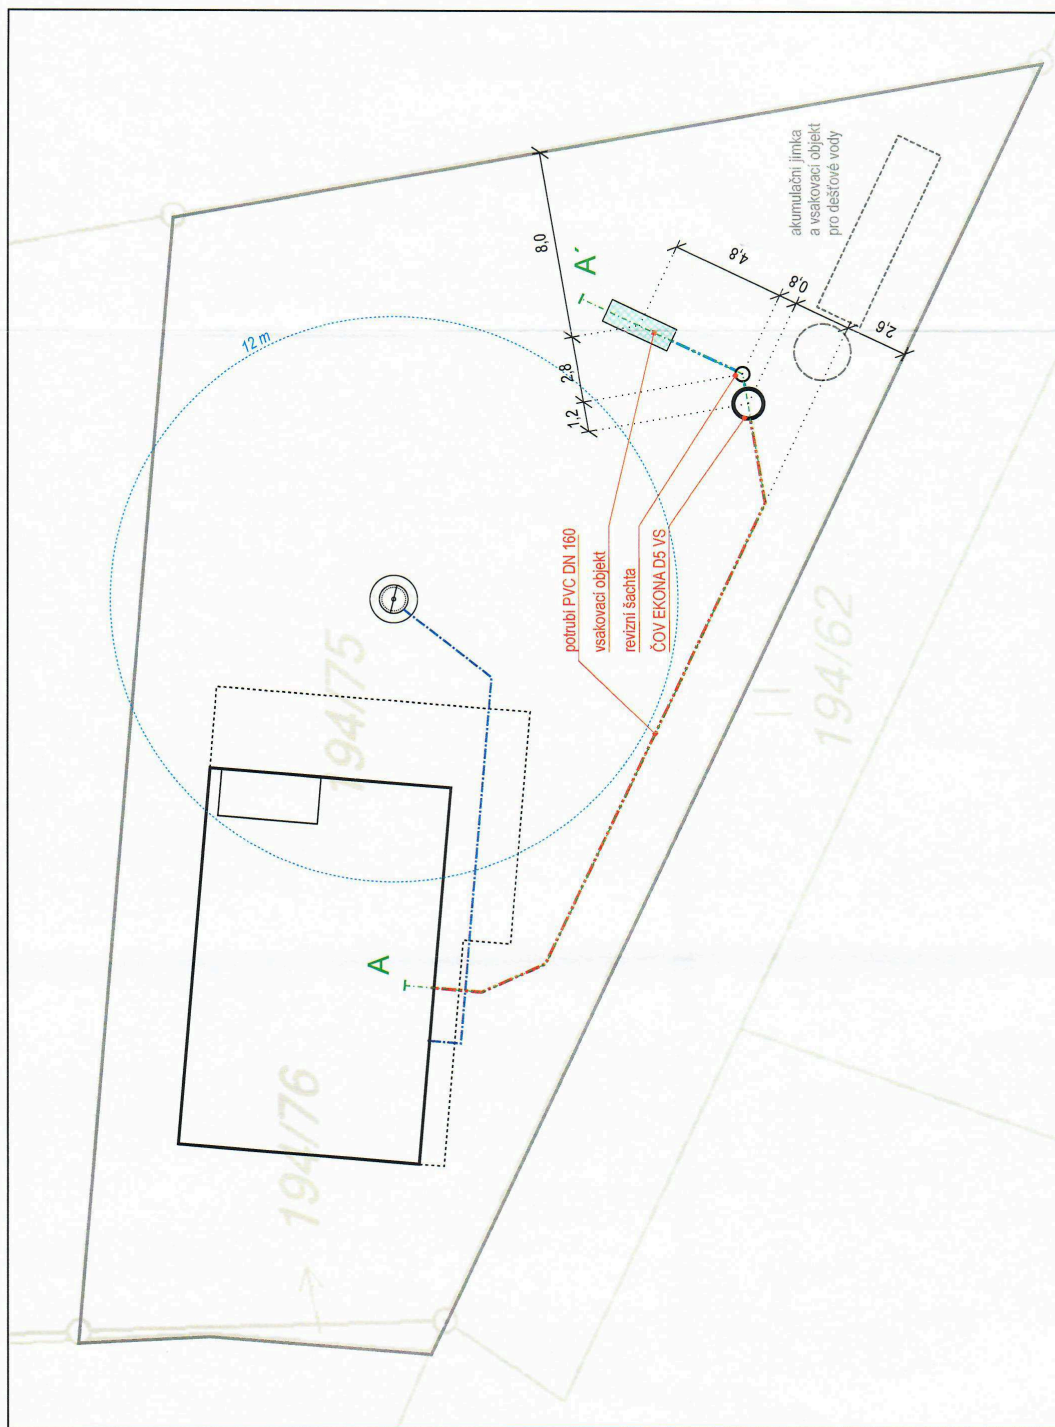 akumulační jímka
a vsakovací objekt
pro dešťové vody
8,0
A´
4,8
0,8
2,6
2,8
1,2
12 m
potrubí PVC DN 160
vsakovací objekt
revizní šachta
ČOV EKONA D5 VS
194/75
194/62
A
194/76